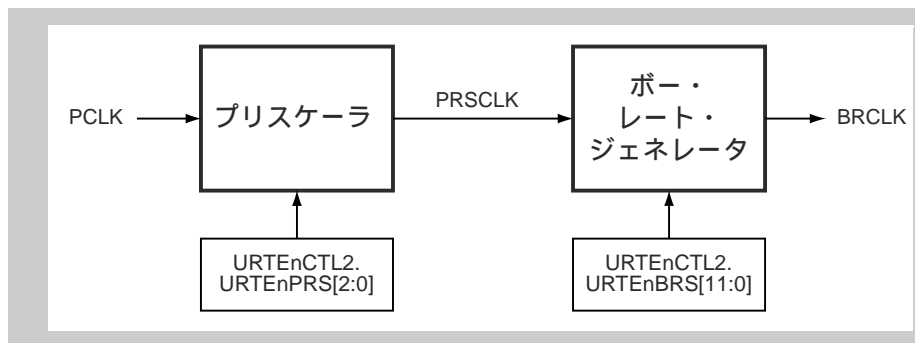 PCLK
プリスケーラ
PRSCLK
ボー・
レート・
ジェネレータ
BRCLK
URTEnCTL2.
URTEnPRS[2:0]
URTEnCTL2.
URTEnBRS[11:0]